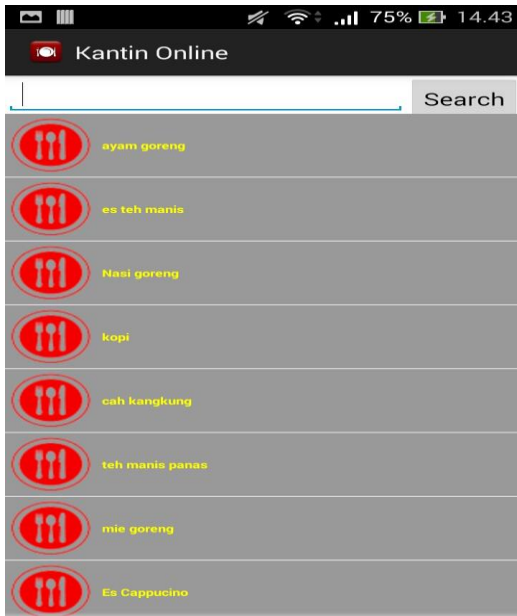 75% 14.43
Kantin Online
Search
ayam goreng
es teh manis
Nasi goreng
kopi
cah kangkung
teh manis panas
mie goreng
Es Cappucino